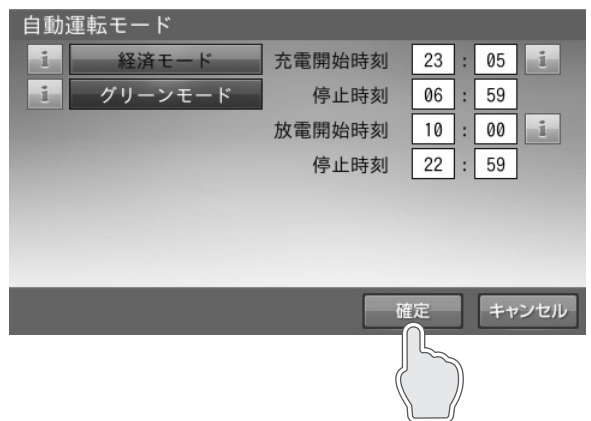 自動運転モード
i 経済モード 充電開始時刻 23 : 05 i
i グリーンモード 停止時刻 06 : 59
放電開始時刻 10 : 00 i
停止時刻 22 : 59
確定 キャンセル